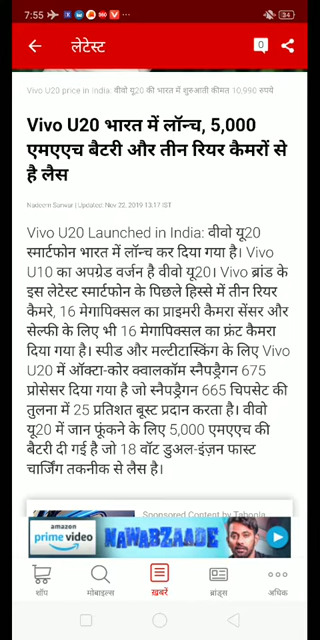 7:55
34
लेटेस्ट
0
Vivo U20 price in India: वीवो यू20 की भारत में शुरुआती कीमत 10,990 रुपये
Vivo U20 भारत में लॉन्च, 5,000
एमएएच बैटरी और तीन रियर कैमरों से
है लैस
Nadeem Sarwar | Updated: Nov 22, 2019 13:17 IST
Vivo U20 Launched in India: वीवो यू20
स्मार्टफोन भारत में लॉन्च कर दिया गया है। Vivo
U10 का अपग्रेड वर्जन है वीवो यू20। Vivo ब्रांड के
इस लेटेस्ट स्मार्टफोन के पिछले हिस्से में तीन रियर
कैमरे, 16 मेगापिक्सल का प्राइमरी कैमरा सेंसर और
सेल्फी के लिए भी 16 मेगापिक्सल का फ्रंट कैमरा
दिया गया है। स्पीड और मल्टीटास्किंग के लिए Vivo
U20 में ऑक्टा-कोर क्वालकॉम स्नैपड्रैगन 675
प्रोसेसर दिया गया है जो स्नैपड्रैगन 665 चिपसेट की
तुलना में 25 प्रतिशत बूस्ट प्रदान करता है। वीवो
यू20 में जान फूंकने के लिए 5,000 एमएएच की
बैटरी दी गई है जो 18 वॉट डुअल-इंज़न फास्ट
चार्जिंग तकनीक से लैस है।
Sponsored Content by Taboola
amazon
prime video
NAWABZAADE
शॉप
मोबाइल्स
ख़बरें
ब्रांड्स
अधिक